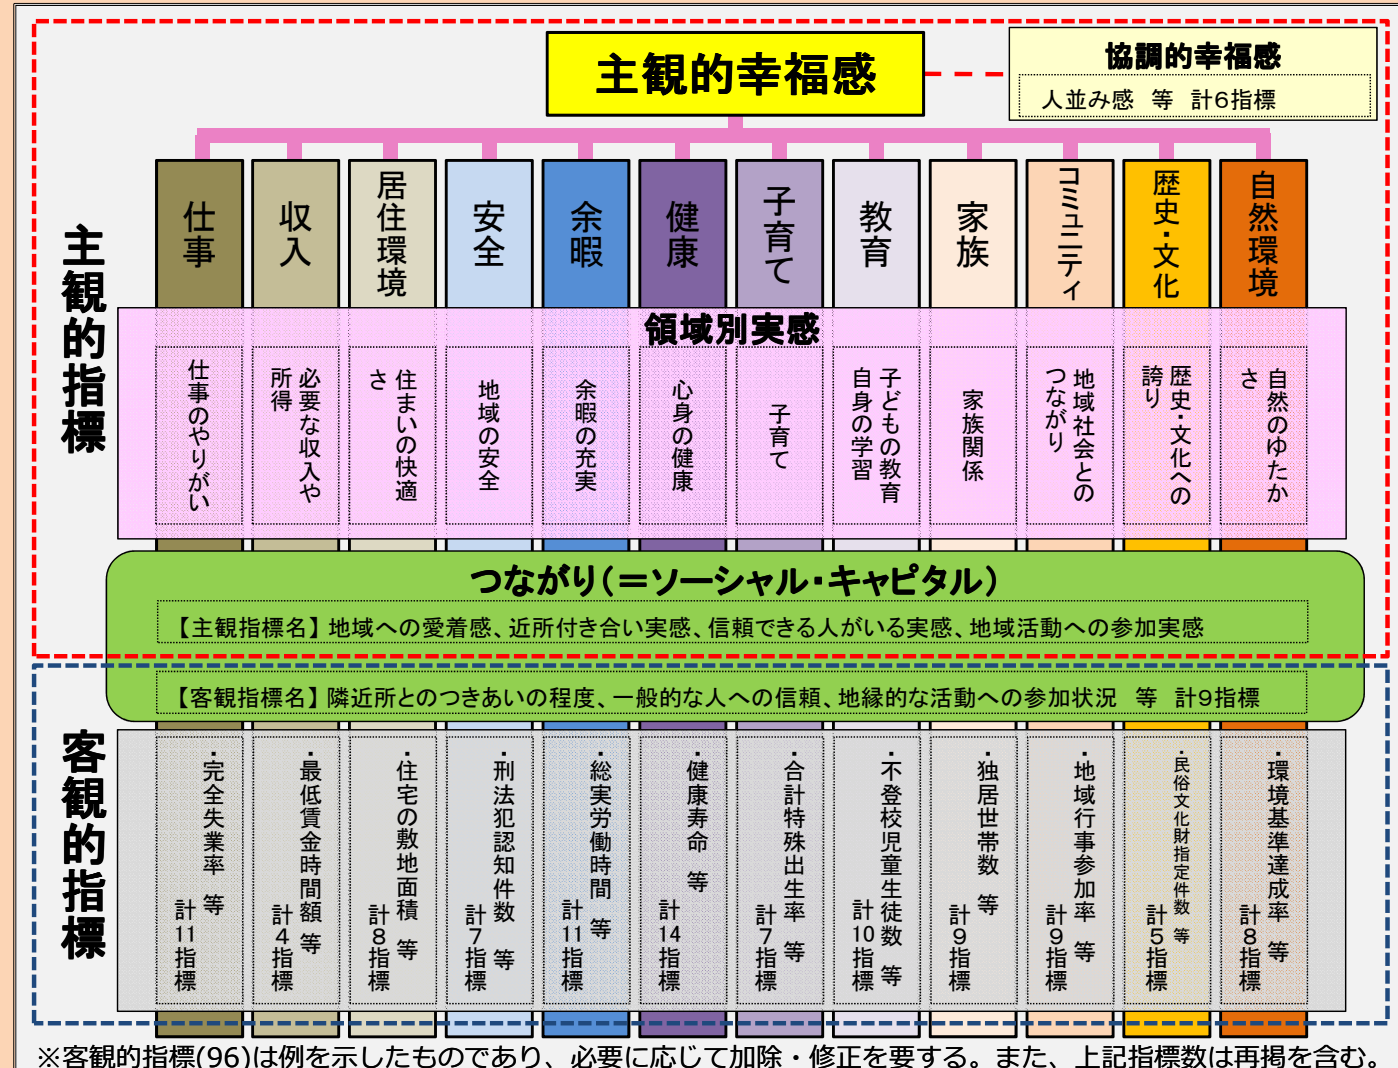 主観的幸福感
協調的幸福感
人並み感　等　計6指標
主観的指標
仕事
収入
居住環境
安全
余暇
健康
子育て
教育
家族
コミュニティ
歴史・文化
自然環境
領域別実感
仕事のやりがい
必要な収入や
所得
住まいの快適
さ
地域の安全
余暇の充実
心身の健康
子育て
子どもの教育
自身の学習
家族関係
地域社会との
つながり
歴史・文化への
誇り
自然のゆたか
さ
つながり(＝ソーシャル・キャピタル)
【主観指標名】地域への愛着感、近所付き合い実感、信頼できる人がいる実感、地域活動への参加実感
【客観指標名】隣近所とのつきあいの程度、一般的な人への信頼、地縁的な活動への参加状況　等　計9指標
客観的指標
・完全失業率　等
計11指標
・最低賃金時間額　等
計4指標
・住宅の敷地面積　等
計8指標
・刑法犯認知件数　等
計7指標
・総実労働時間　等
計11指標
・健康寿命　等
計14指標
・合計特殊出生率　等
計7指標
・不登校児童生徒数　等
計10指標
・独居世帯数　等
計9指標
・地域行事参加率　等
計9指標
・民俗文化財指定件数　等
計5指標
・環境基準達成率　等
計8指標
※客観的指標(96)は例を示したものであり、必要に応じて加除・修正を要する。また、上記指標数は再掲を含む。